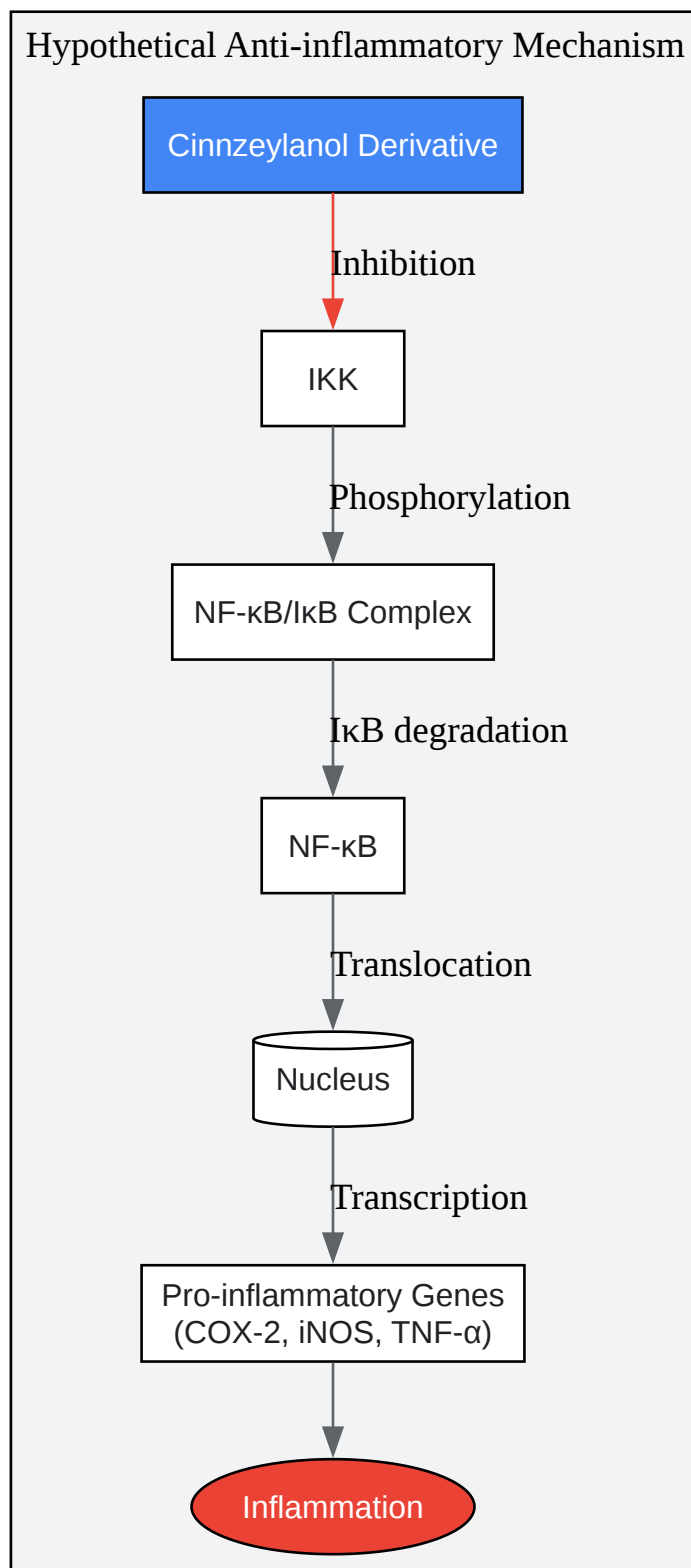 Hypothetical Anti-inflammatory Mechanism
Cinnzeylanol Derivative
Inhibition
IKK
Phosphorylation
NF-κB/IκB Complex
IκB degradation
NF-κB
Translocation
Nucleus
Transcription
Pro-inflammatory Genes
(COX-2, iNOS, TNF-α)
Inflammation